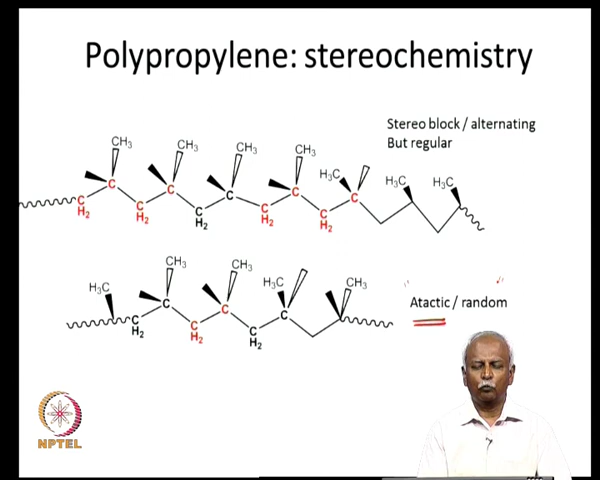 Polypropylene: stereochemistry
Stereo block / alternating
But regular
CH3 CH3 CH3 CH3 H3C H3C H3C
C C C C C
C C C C C
H2 H2 H2 H2 H2
Atactic / random
H3C CH3 CH3 H3C CH3
C C C
C C C
H2 H2 H2
NPTEL